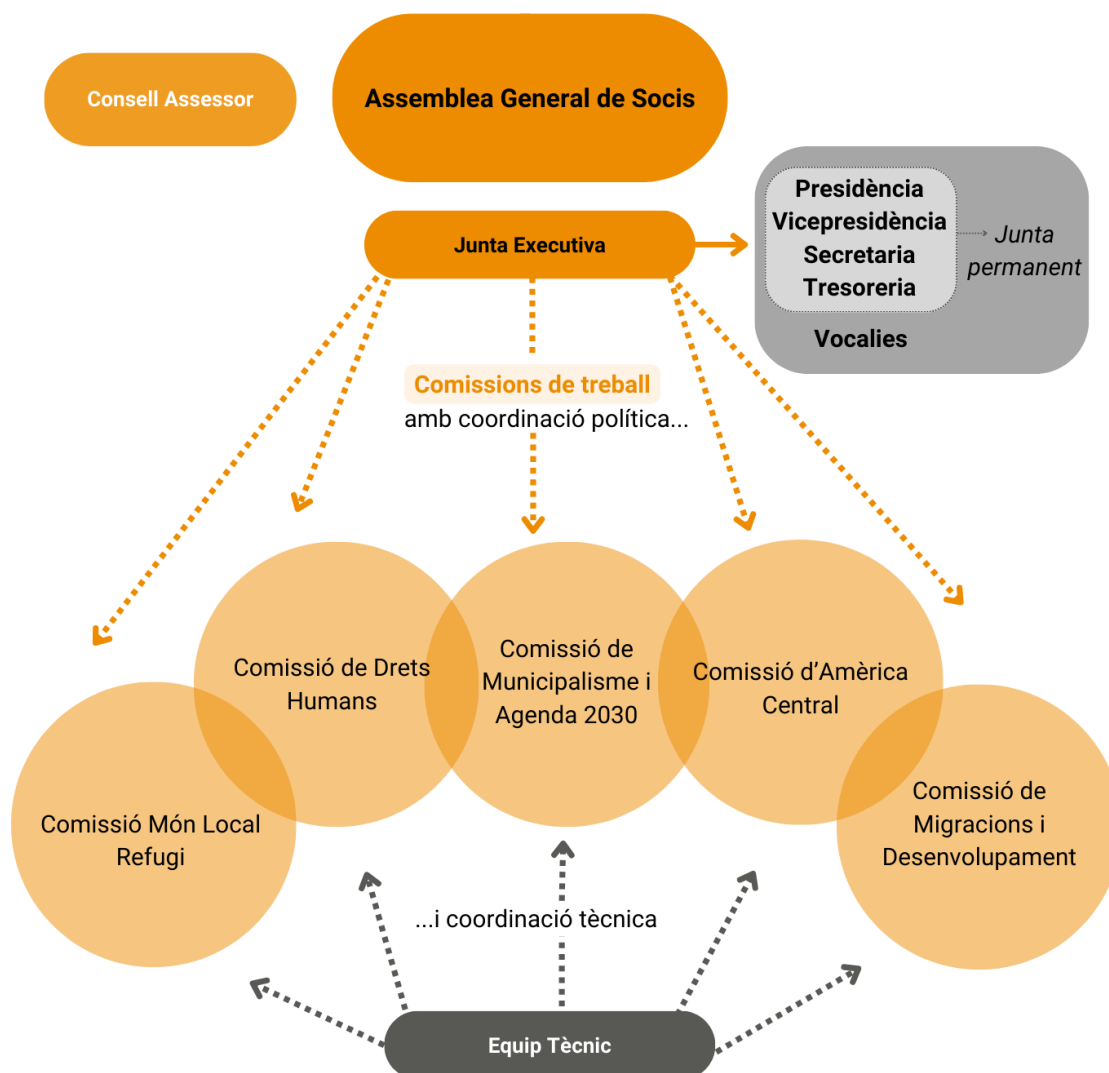 Consell Assessor
Assemblea General de Socis
Junta Executiva
Presidència
Vicepresidència
Secretaria
Tresoreria
Junta
permanent
Vocalies
Comissions de treball
amb coordinació política...
Comissió Món Local
Refugi
Comissió de Drets
Humans
Comissió de
Municipalisme i
Agenda 2030
Comissió d’Amèrica
Central
Comissió de
Migracions i
Desenvolupament
...i coordinació tècnica
Equip Tècnic